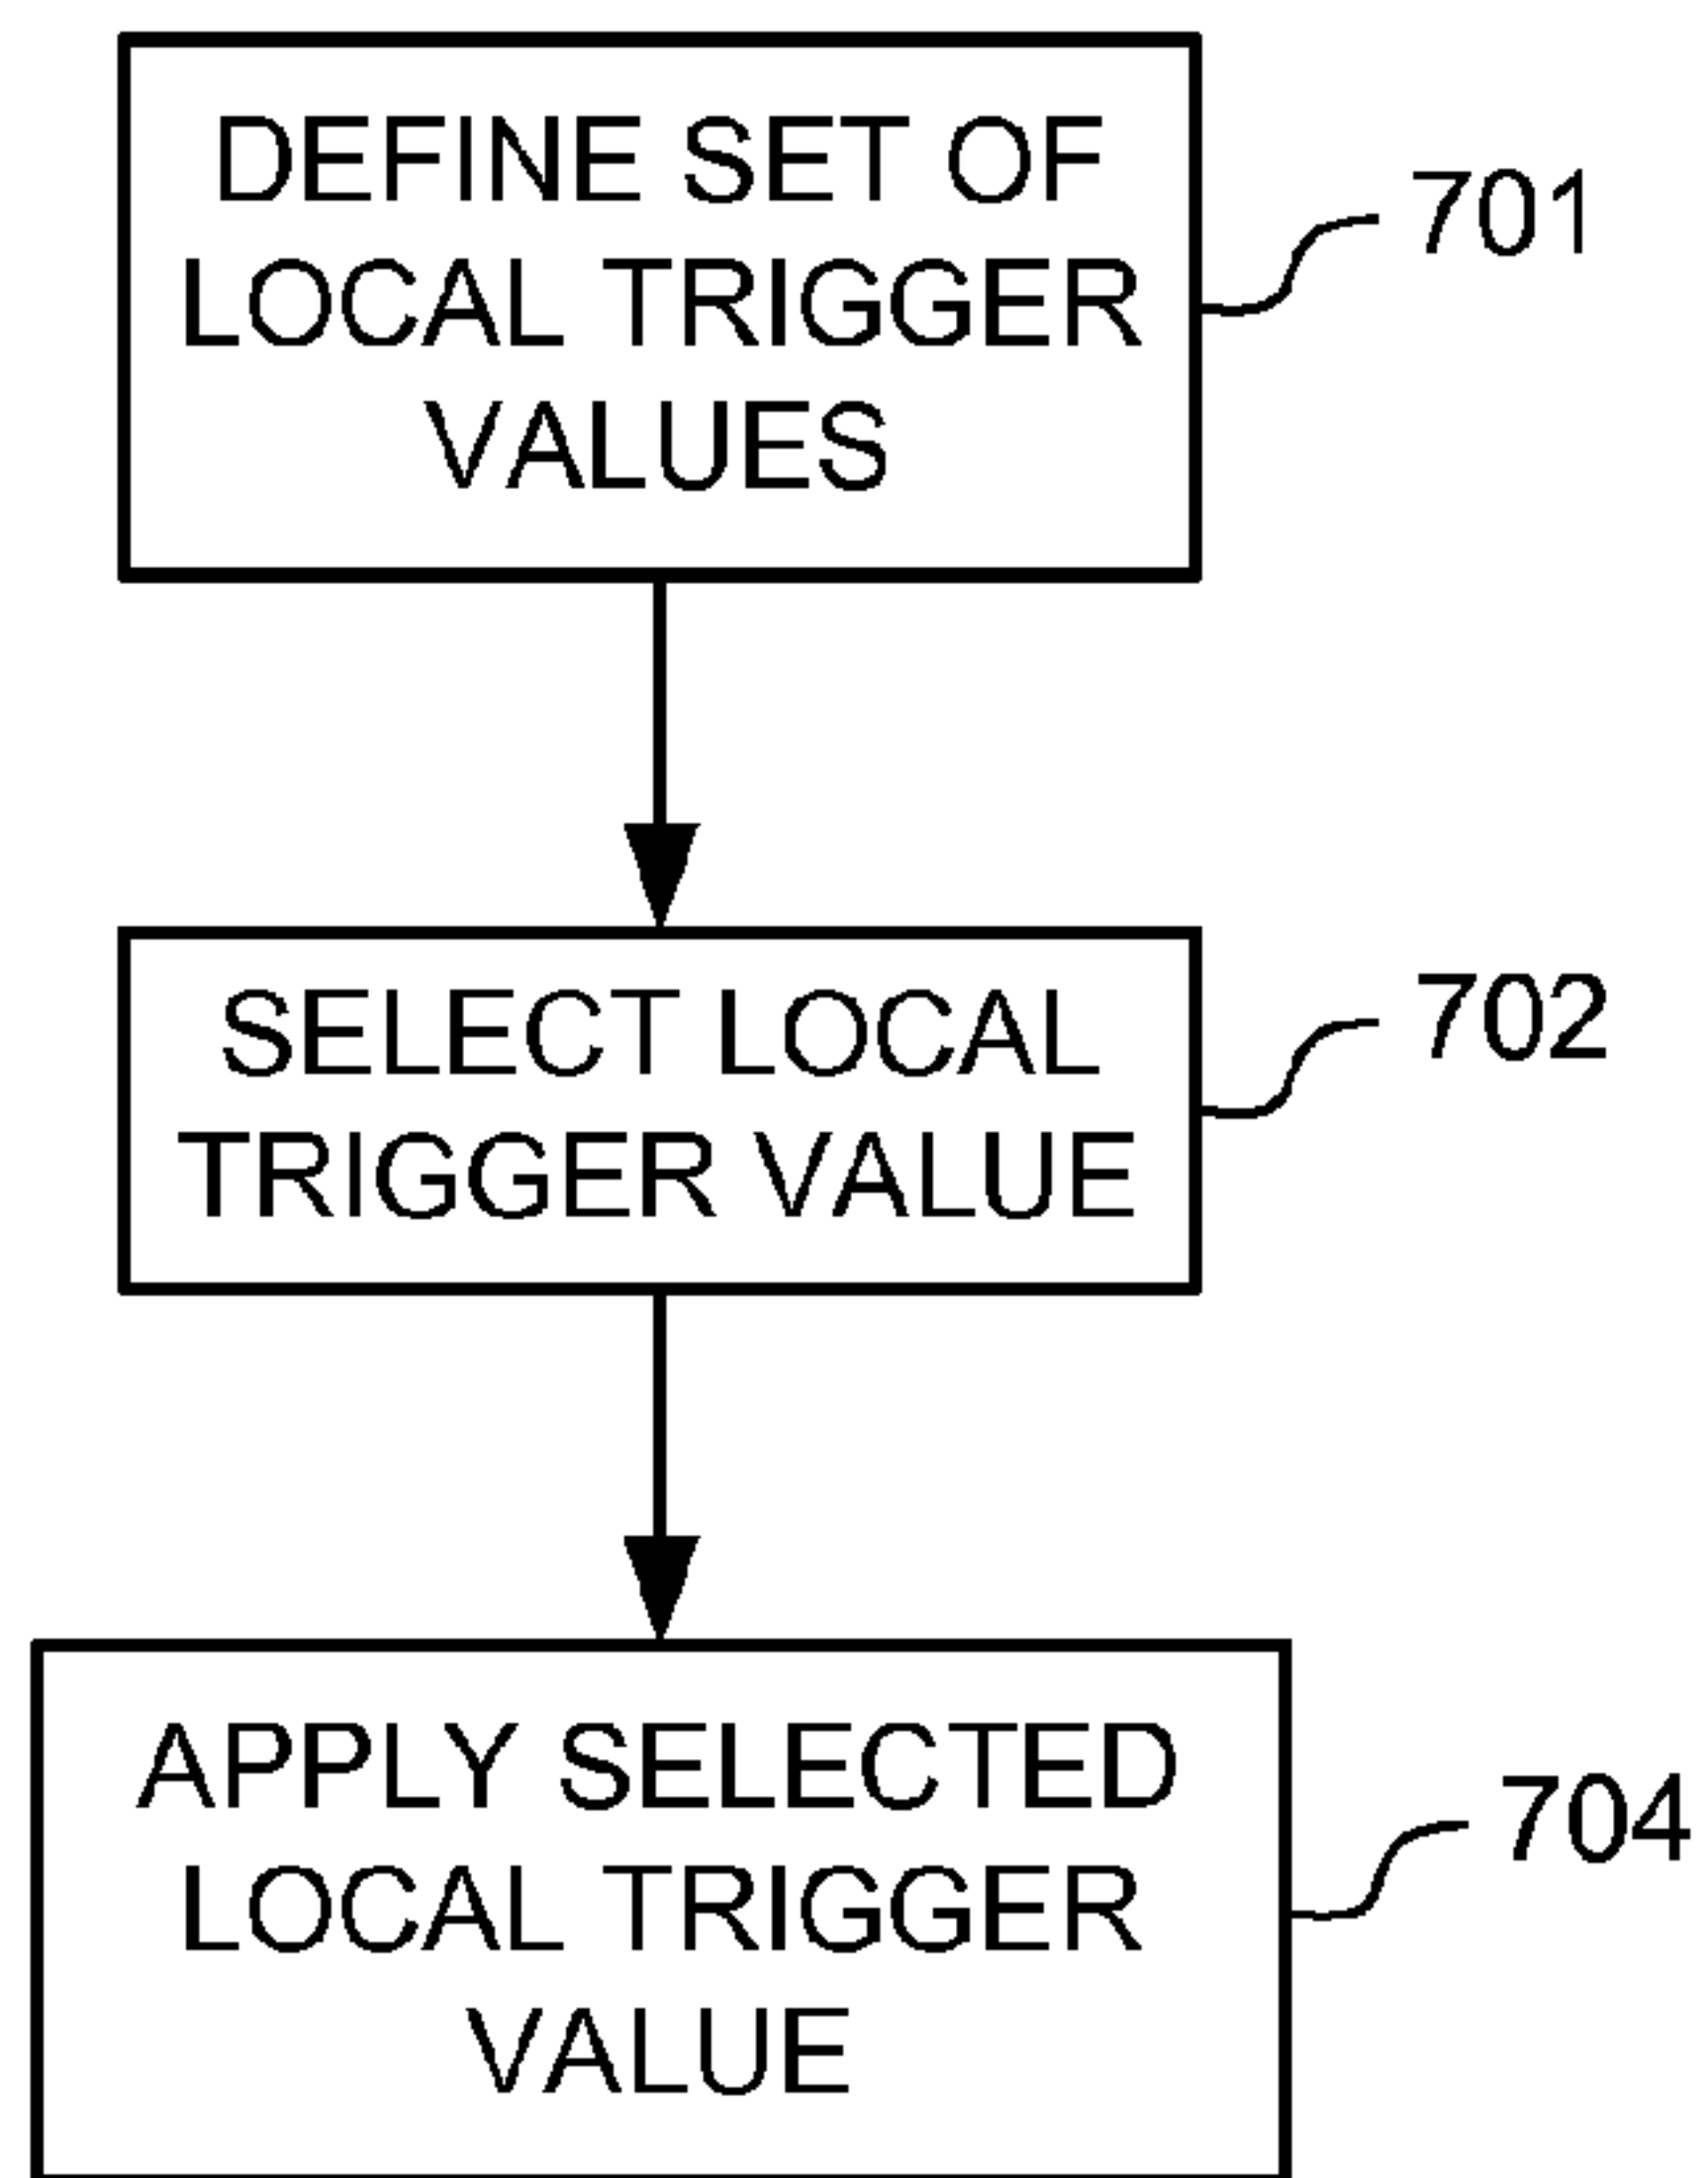 DEFINE SET OF
LOCAL TRIGGER
VALUES
701
SELECT LOCAL
TRIGGER VALUE
702
APPLY SELECTED
LOCAL TRIGGER
VALUE
704